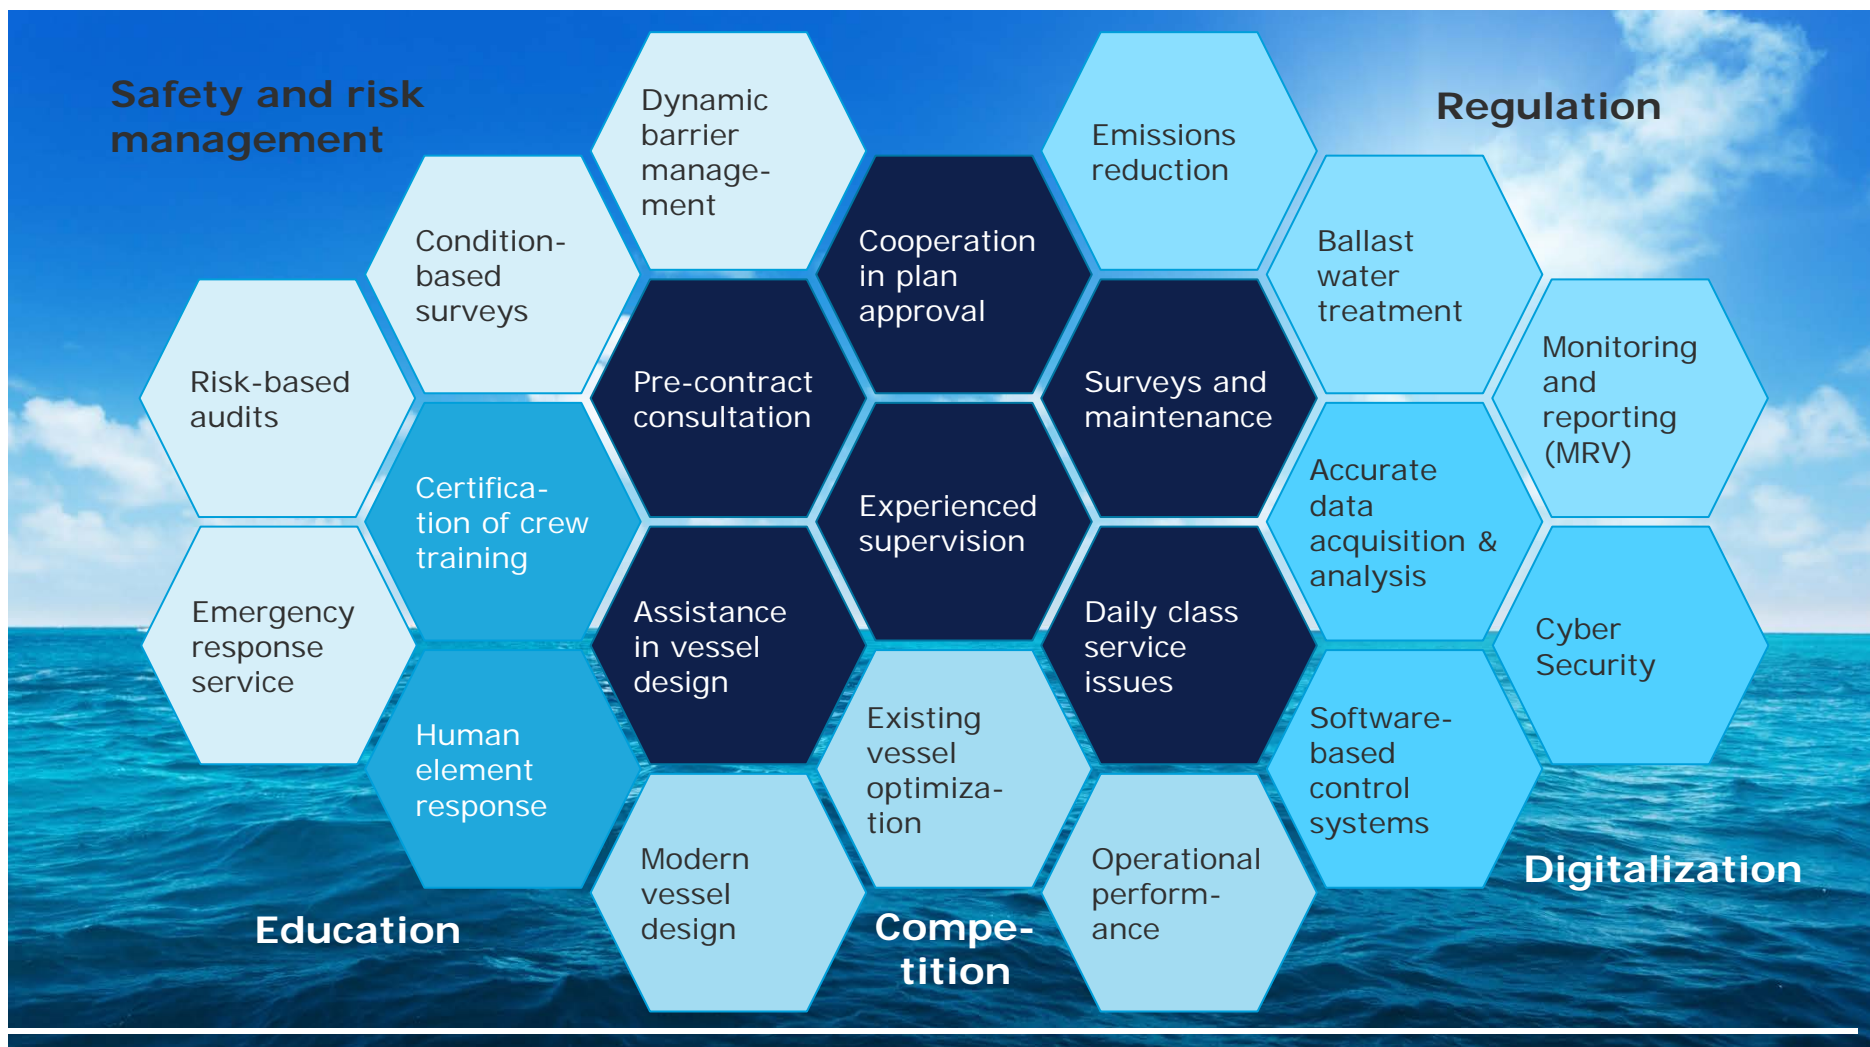 Safety and risk
management
Dynamic
barrier
manage-
ment
Emissions
reduction
Regulation
Condition-
based
surveys
Cooperation
in plan
approval
Ballast
water
treatment
Risk-based
audits
Pre-contract
consultation
Surveys and
maintenance
Monitoring
and
reporting
(MRV)
Certifica-
tion of crew
training
Experienced
supervision
Accurate
data
acquisition &
analysis
Emergency
response
service
Assistance
in vessel
design
Daily class
service
issues
Cyber
Security
Human
element
response
Existing
vessel
optimiza-
tion
Software-
based
control
systems
Modern
vessel
design
Operational
perform-
ance
Digitalization
Education
Compe-
tition